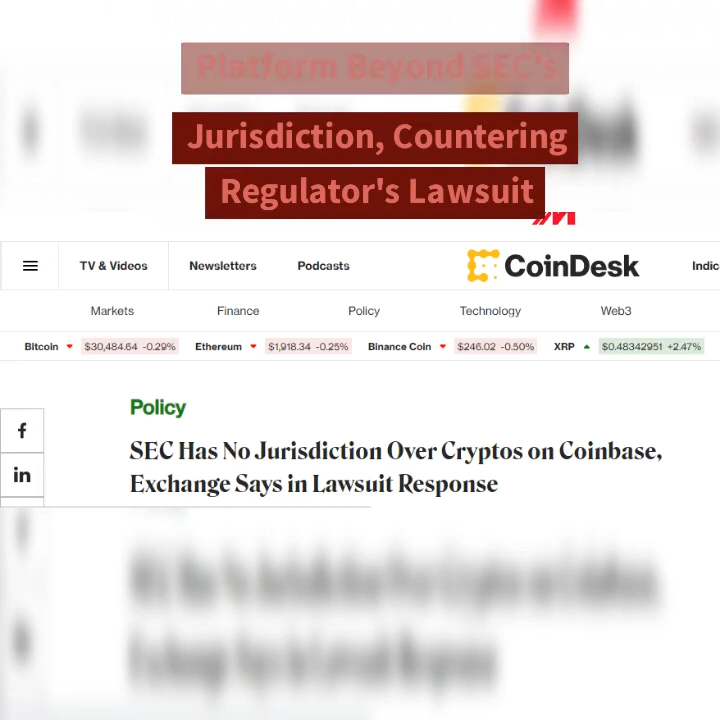 Platform Beyond SEC's
Jurisdiction, Countering
Regulator's Lawsuit
TV & Videos Newsletters Podcasts CoinDesk Indic
Markets Finance Policy Technology Web3
Bitcoin $30,484.64 -0.29% Ethereum $1,918.34 -0.25% Binance Coin $246.02 -0.50% XRP $0.48342951 +2.47%
Policy
f
SEC Has No Jurisdiction Over Cryptos on Coinbase,
in
Exchange Says in Lawsuit Response